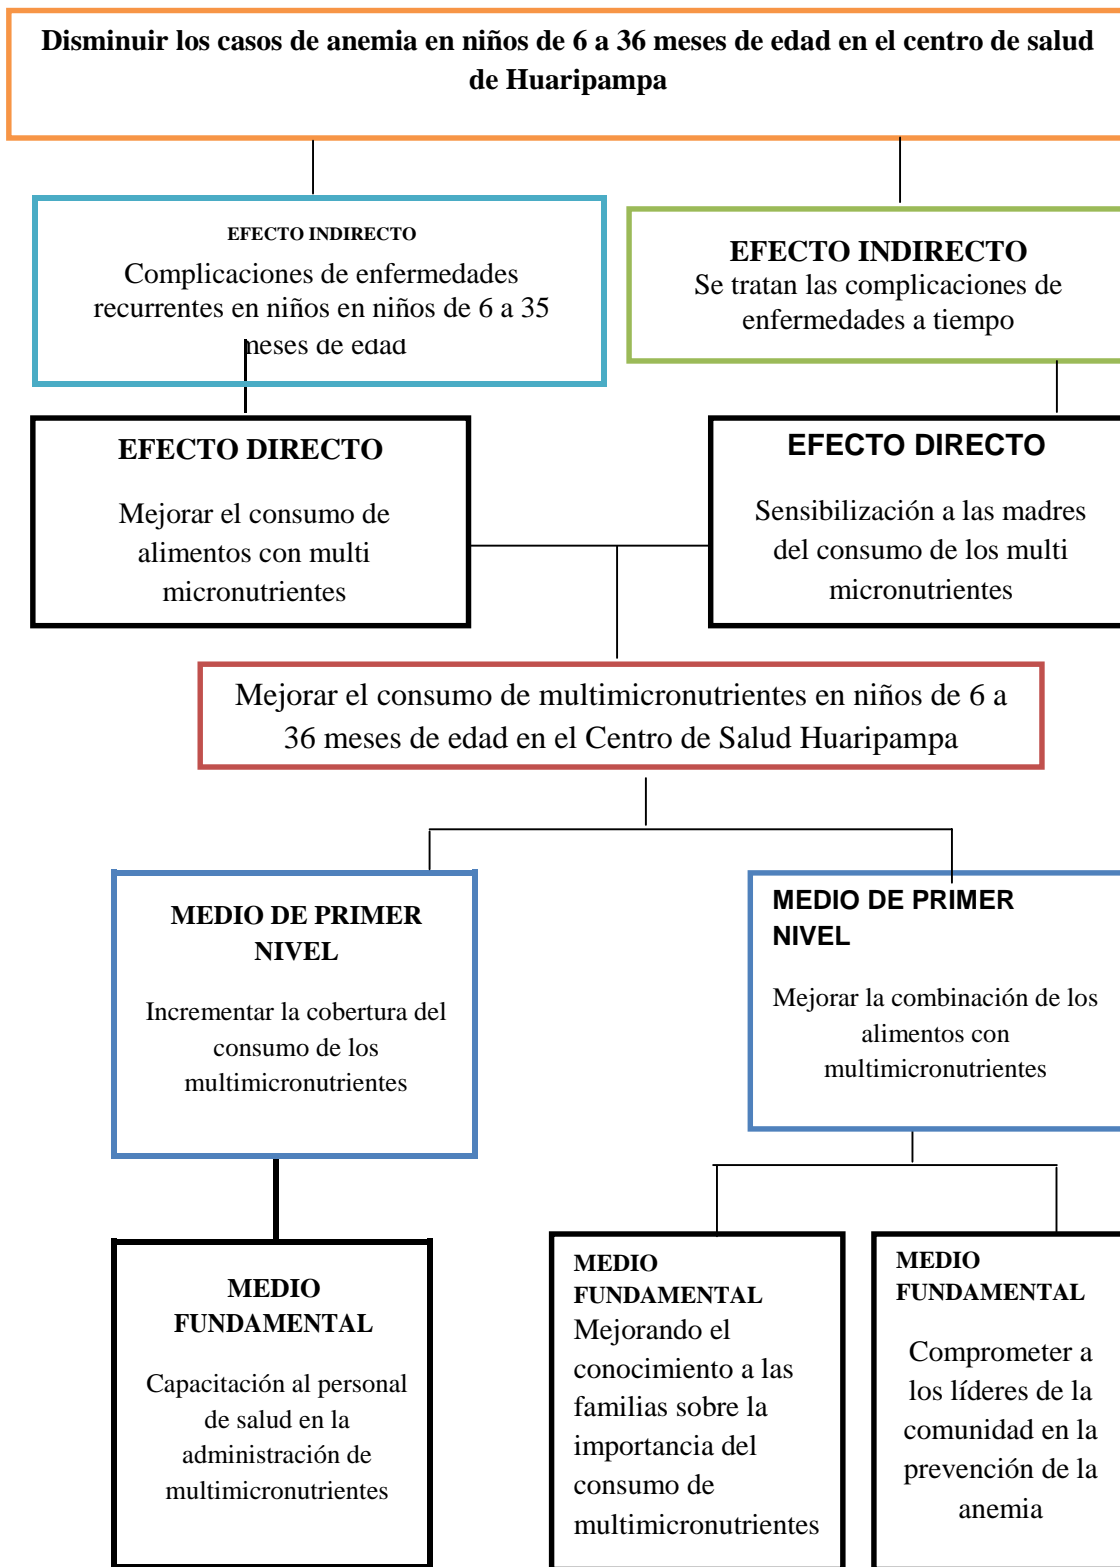 Disminuir los casos de anemia en niños de 6 a 36 meses de edad en el centro de salud
de Huaripampa
EFECTO INDIRECTO
Complicaciones de enfermedades
recurrentes en niños en niños de 6 a 35
meses de edad
EFECTO INDIRECTO
Se tratan las complicaciones de
enfermedades a tiempo
EFECTO DIRECTO
Mejorar el consumo de
alimentos con multi
micronutrientes
EFECTO DIRECTO
Sensibilización a las madres
del consumo de los multi
micronutrientes
Mejorar el consumo de multimicronutrientes en niños de 6 a
36 meses de edad en el Centro de Salud Huaripampa
MEDIO DE PRIMER
NIVEL
Incrementar la cobertura del
consumo de los
multimicronutrientes
MEDIO DE PRIMER
NIVEL
Mejorar la combinación de los
alimentos con
multimicronutrientes
MEDIO
FUNDAMENTAL
Capacitación al personal
de salud en la
administración de
multimicronutrientes
MEDIO
FUNDAMENTAL
Mejorando el
conocimiento a las
familias sobre la
importancia del
consumo de
multimicronutrientes
MEDIO
FUNDAMENTAL
Comprometer a
los líderes de la
comunidad en la
prevención de la
anemia